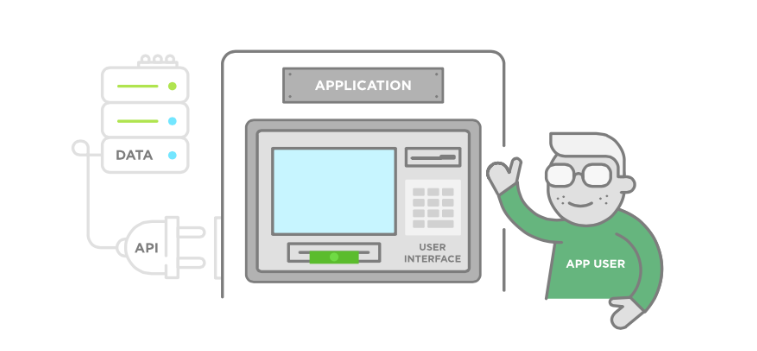 APPLICATION
DATA
API
USER
INTERFACE
APP USER